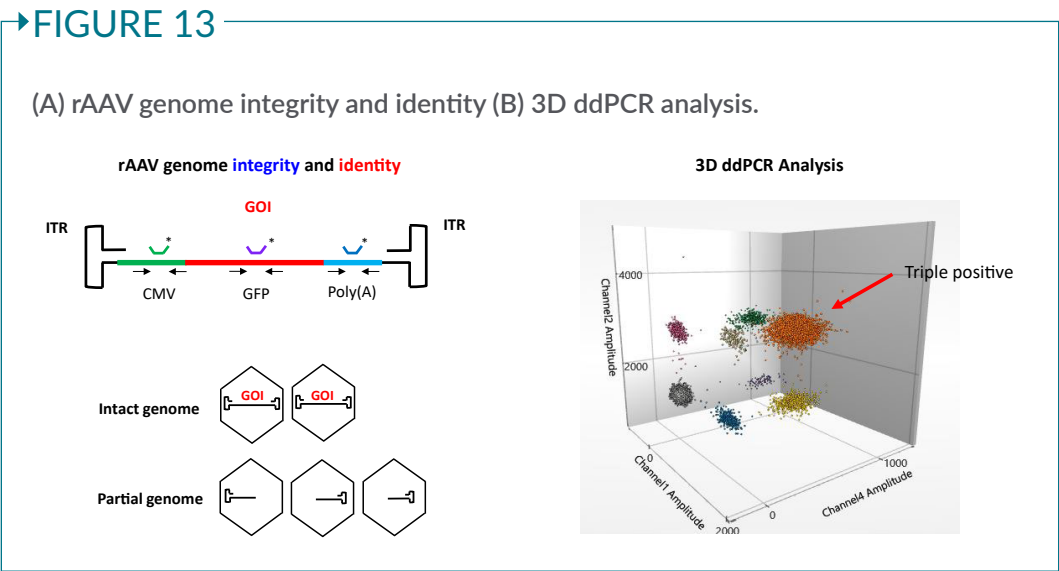 FIGURE 13
(A) rAAV genome integrity and identity (B) 3D ddPCR analysis.
rAAV genome integrity and identity
GOI
ITR
ITR
*
*
*
CMV
GFP
Poly(A)
Intact genome
GOI
GOI
Partial genome
3D ddPCR Analysis
Triple positive
4000
Channel2 Amplitude
2000
0
Channel1 Amplitude
2000
0
Channel4 Amplitude
1000